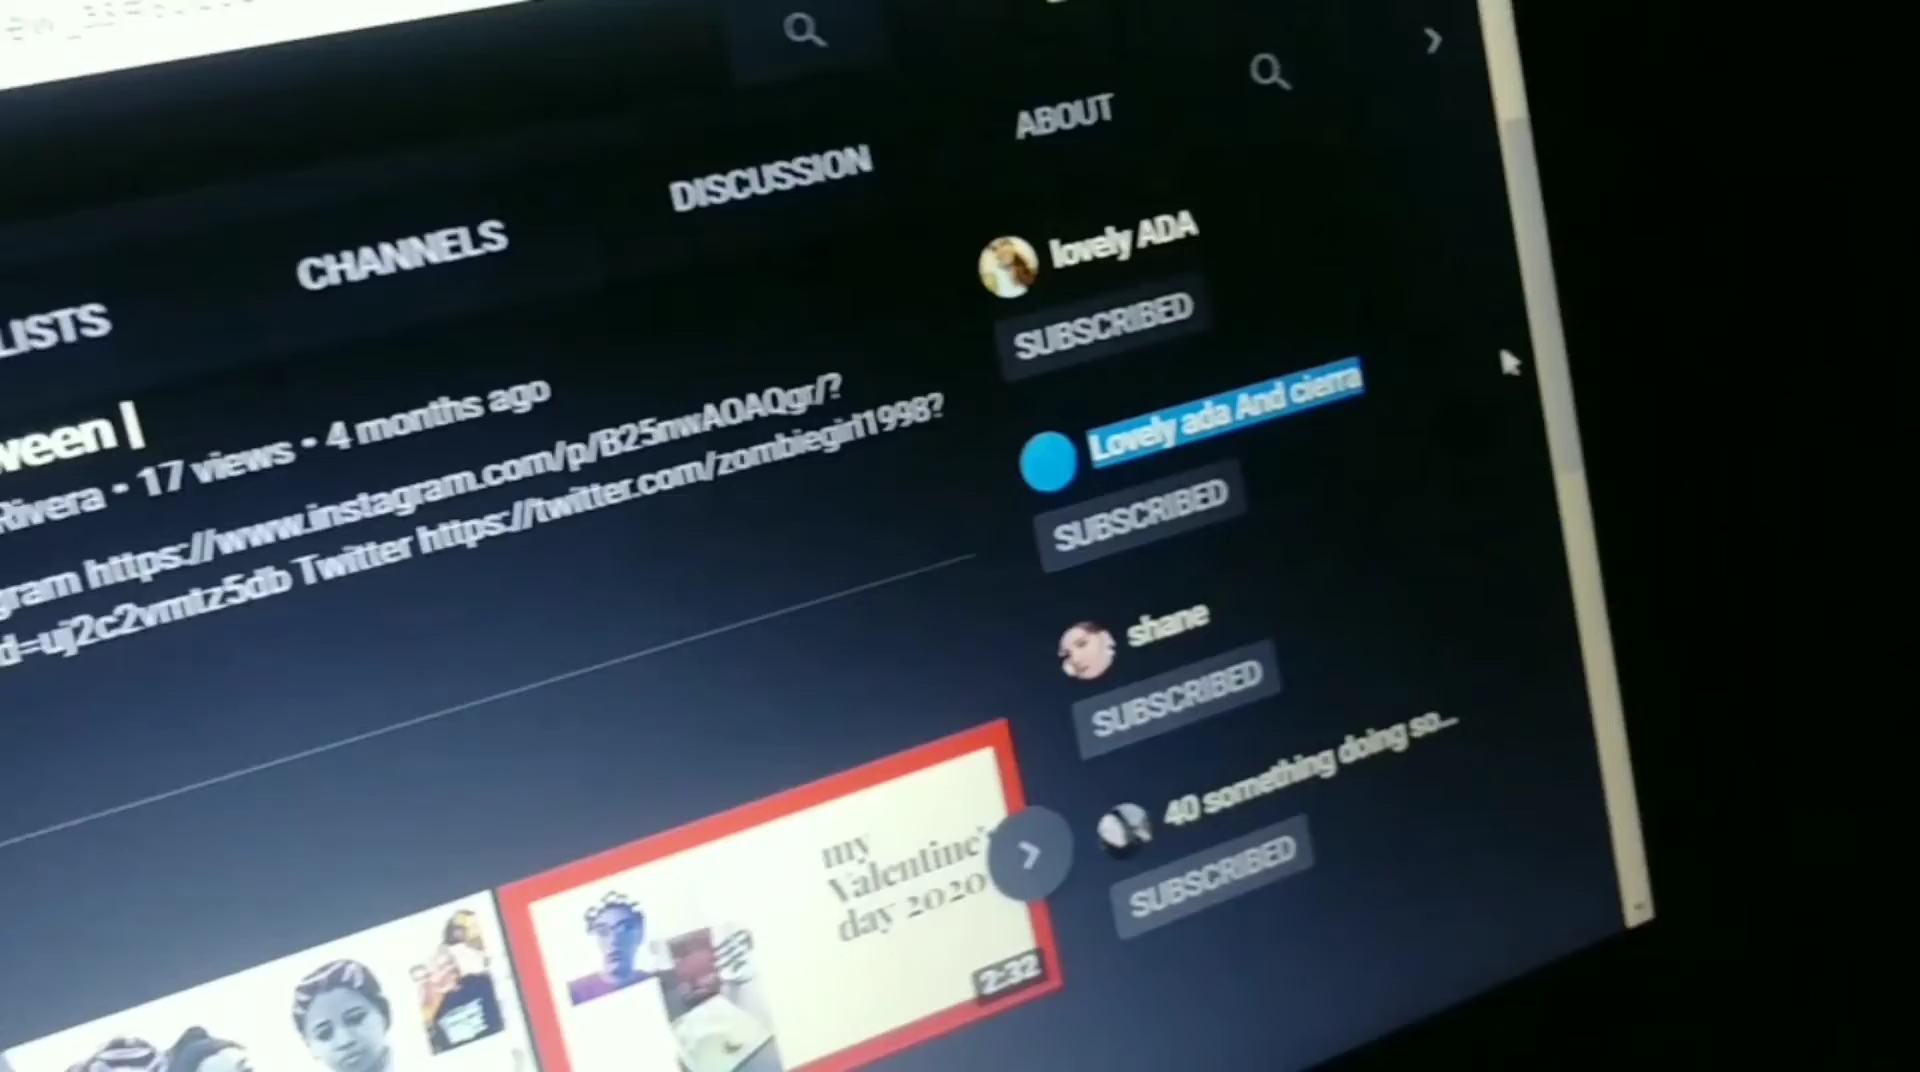 ABOUT
DISCUSSION
CHANNELS
LISTS
ween |
Rivera • 17 views • 4 months ago
gram https://www.instagram.com/p/B25nwA0AQgr/?
d=uj2c2vmtz5db Twitter https://twitter.com/zombiegirl1998?
lovely ADA
SUBSCRIBED
Lovely ada And cierra
SUBSCRIBED
shane
SUBSCRIBED
40 something doing so...
SUBSCRIBED
my
Valentine'
day 2020
2:32